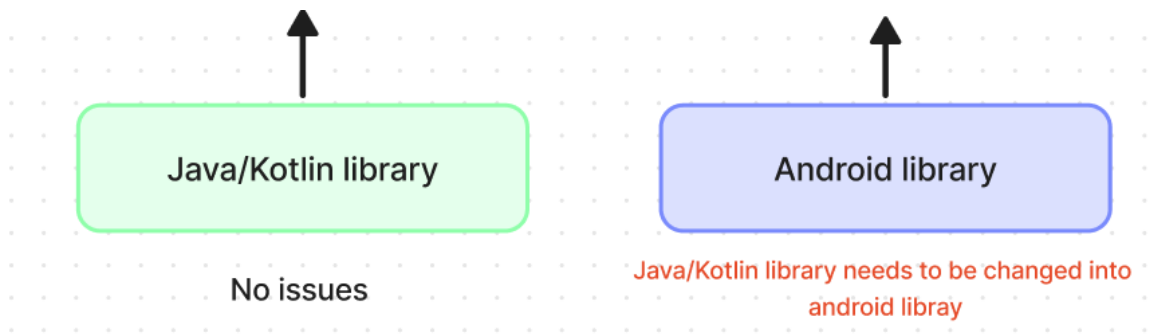 Java/Kotlin library
Android library
No issues
Java/Kotlin library needs to be changed into
android libray